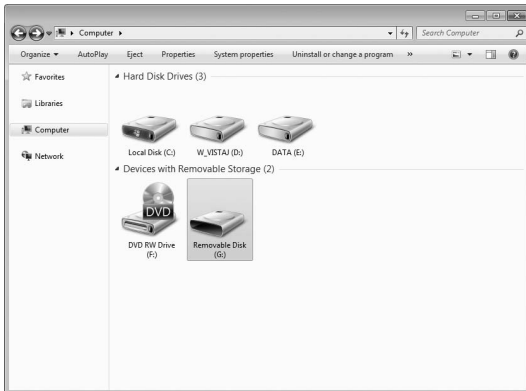 Computer
Search Computer
Organize
AutoPlay
Eject
Properties
System properties
Uninstall or change a program
»
Favorites
Libraries
Computer
Network
Hard Disk Drives (3)
Local Disk (C:)
W_VISTAJ (D:)
DATA (E:)
Devices with Removable Storage (2)
DVD
DVD RW Drive
(F:)
Removable Disk
(G:)